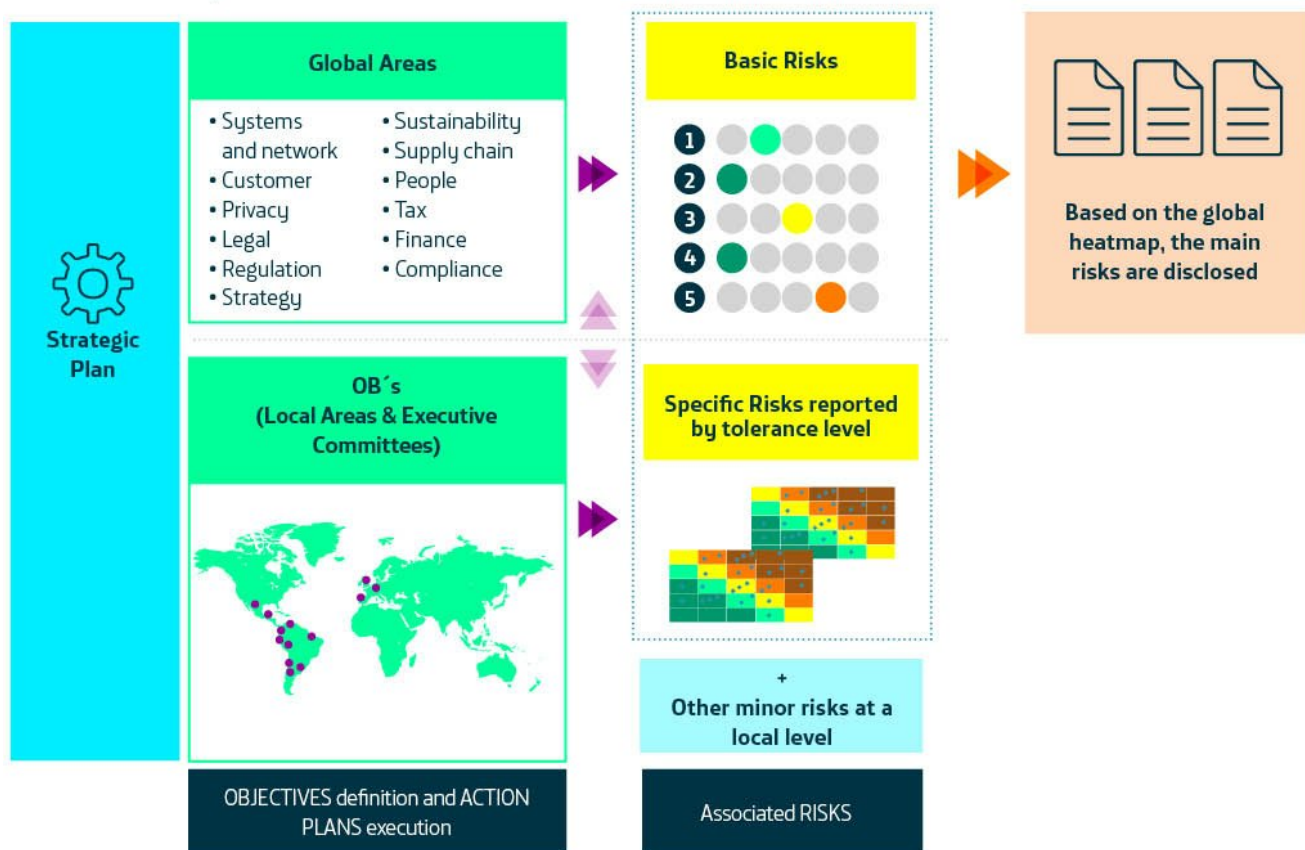 Strategic
Plan
Global Areas
• Systems
and network
• Customer
• Privacy
• Legal
• Regulation
• Strategy
• Sustainability
• Supply chain
• People
• Tax
• Finance
• Compliance
OB´s
(Local Areas & Executive
Committees)
OBJECTIVES definition and ACTION
PLANS execution
Basic Risks
1
2
3
4
5
Specific Risks reported
by tolerance level
+
Other minor risks at a
local level
Associated RISKS
Based on the global
heatmap, the main
risks are disclosed